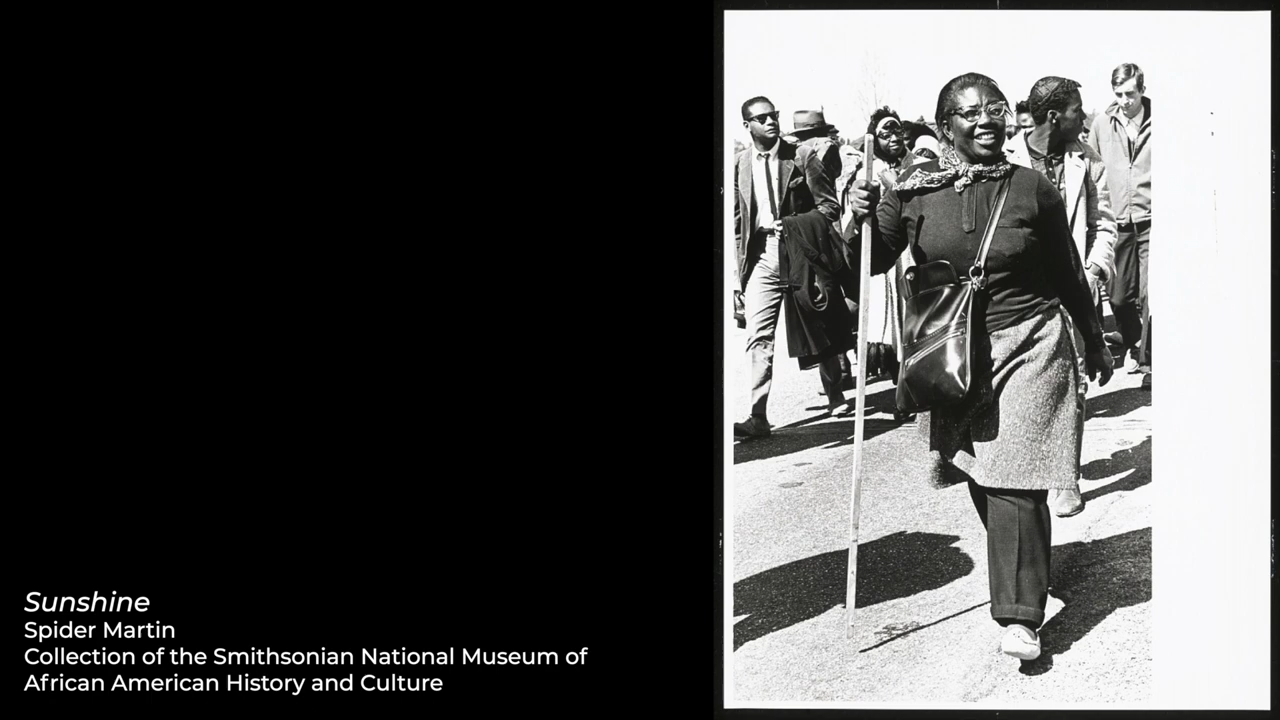 Sunshine
Spider Martin
Collection of the Smithsonian National Museum of
African American History and Culture